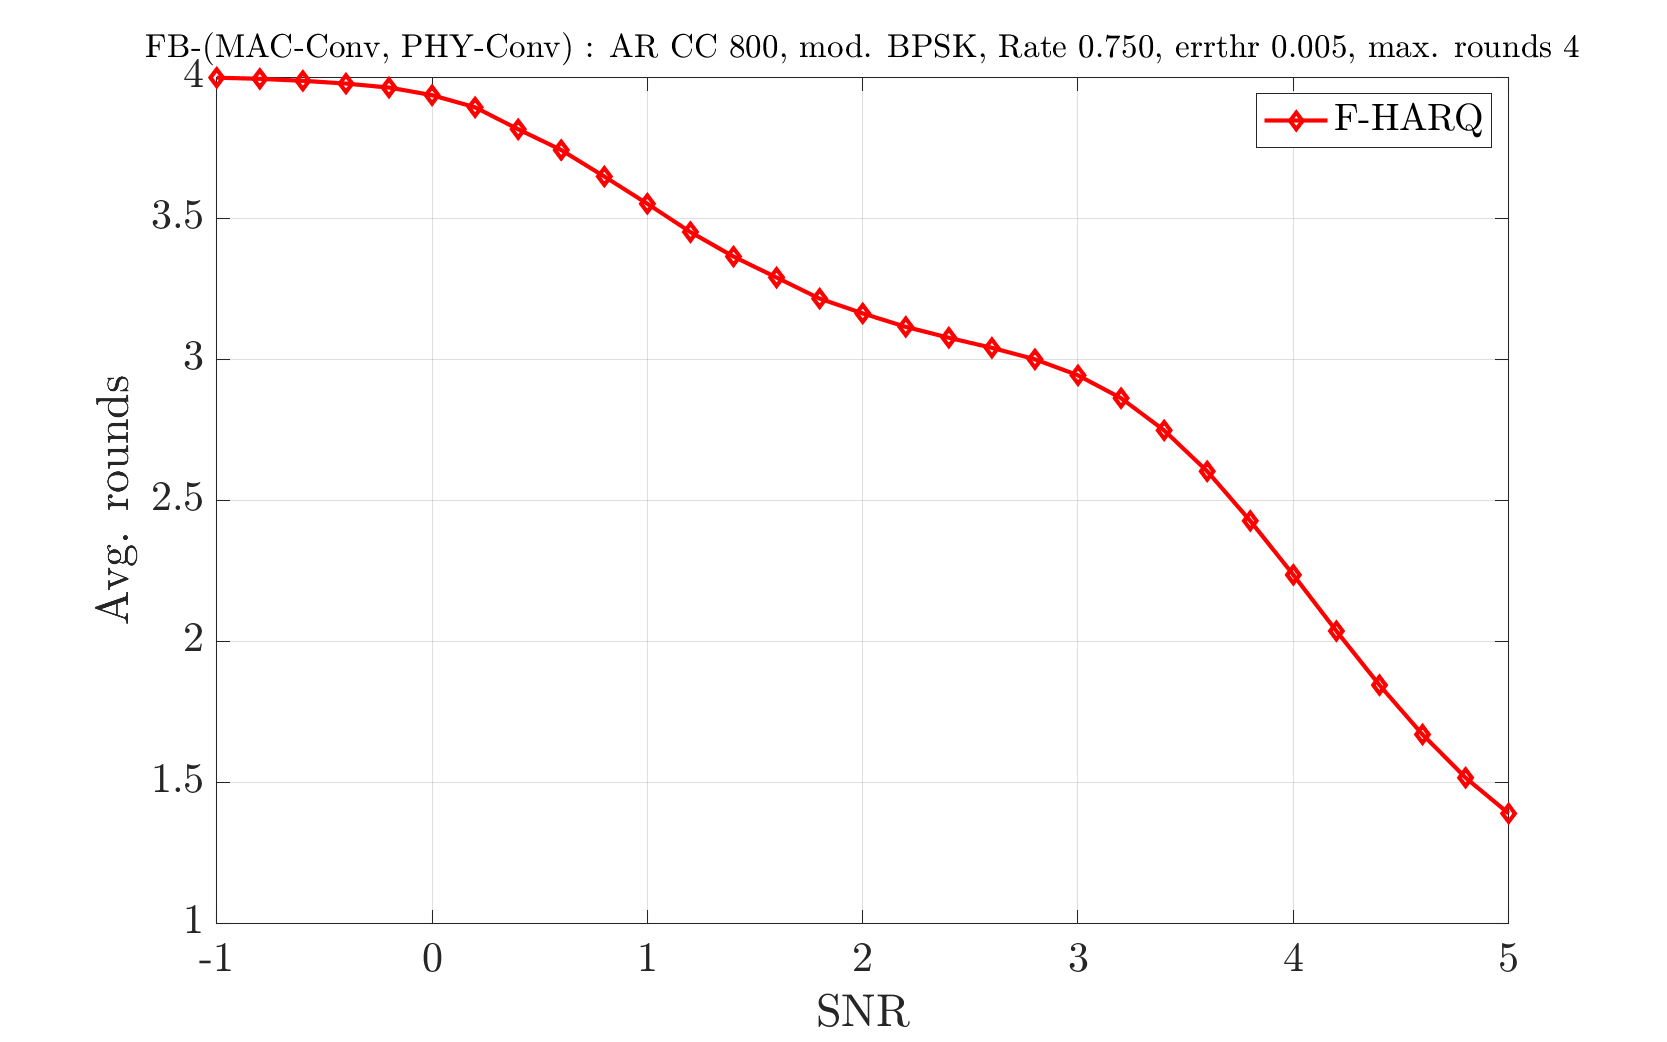 FB-(MAC-Conv, PHY-Conv) : AR CC 800, mod. BPSK, Rate 0.750, errthr 0.005, max. rounds 4
F-HARQ
4
3.5
3
2.5
2
1.5
1
Avg. rounds
-1 0 1 2 3 4 5
SNR